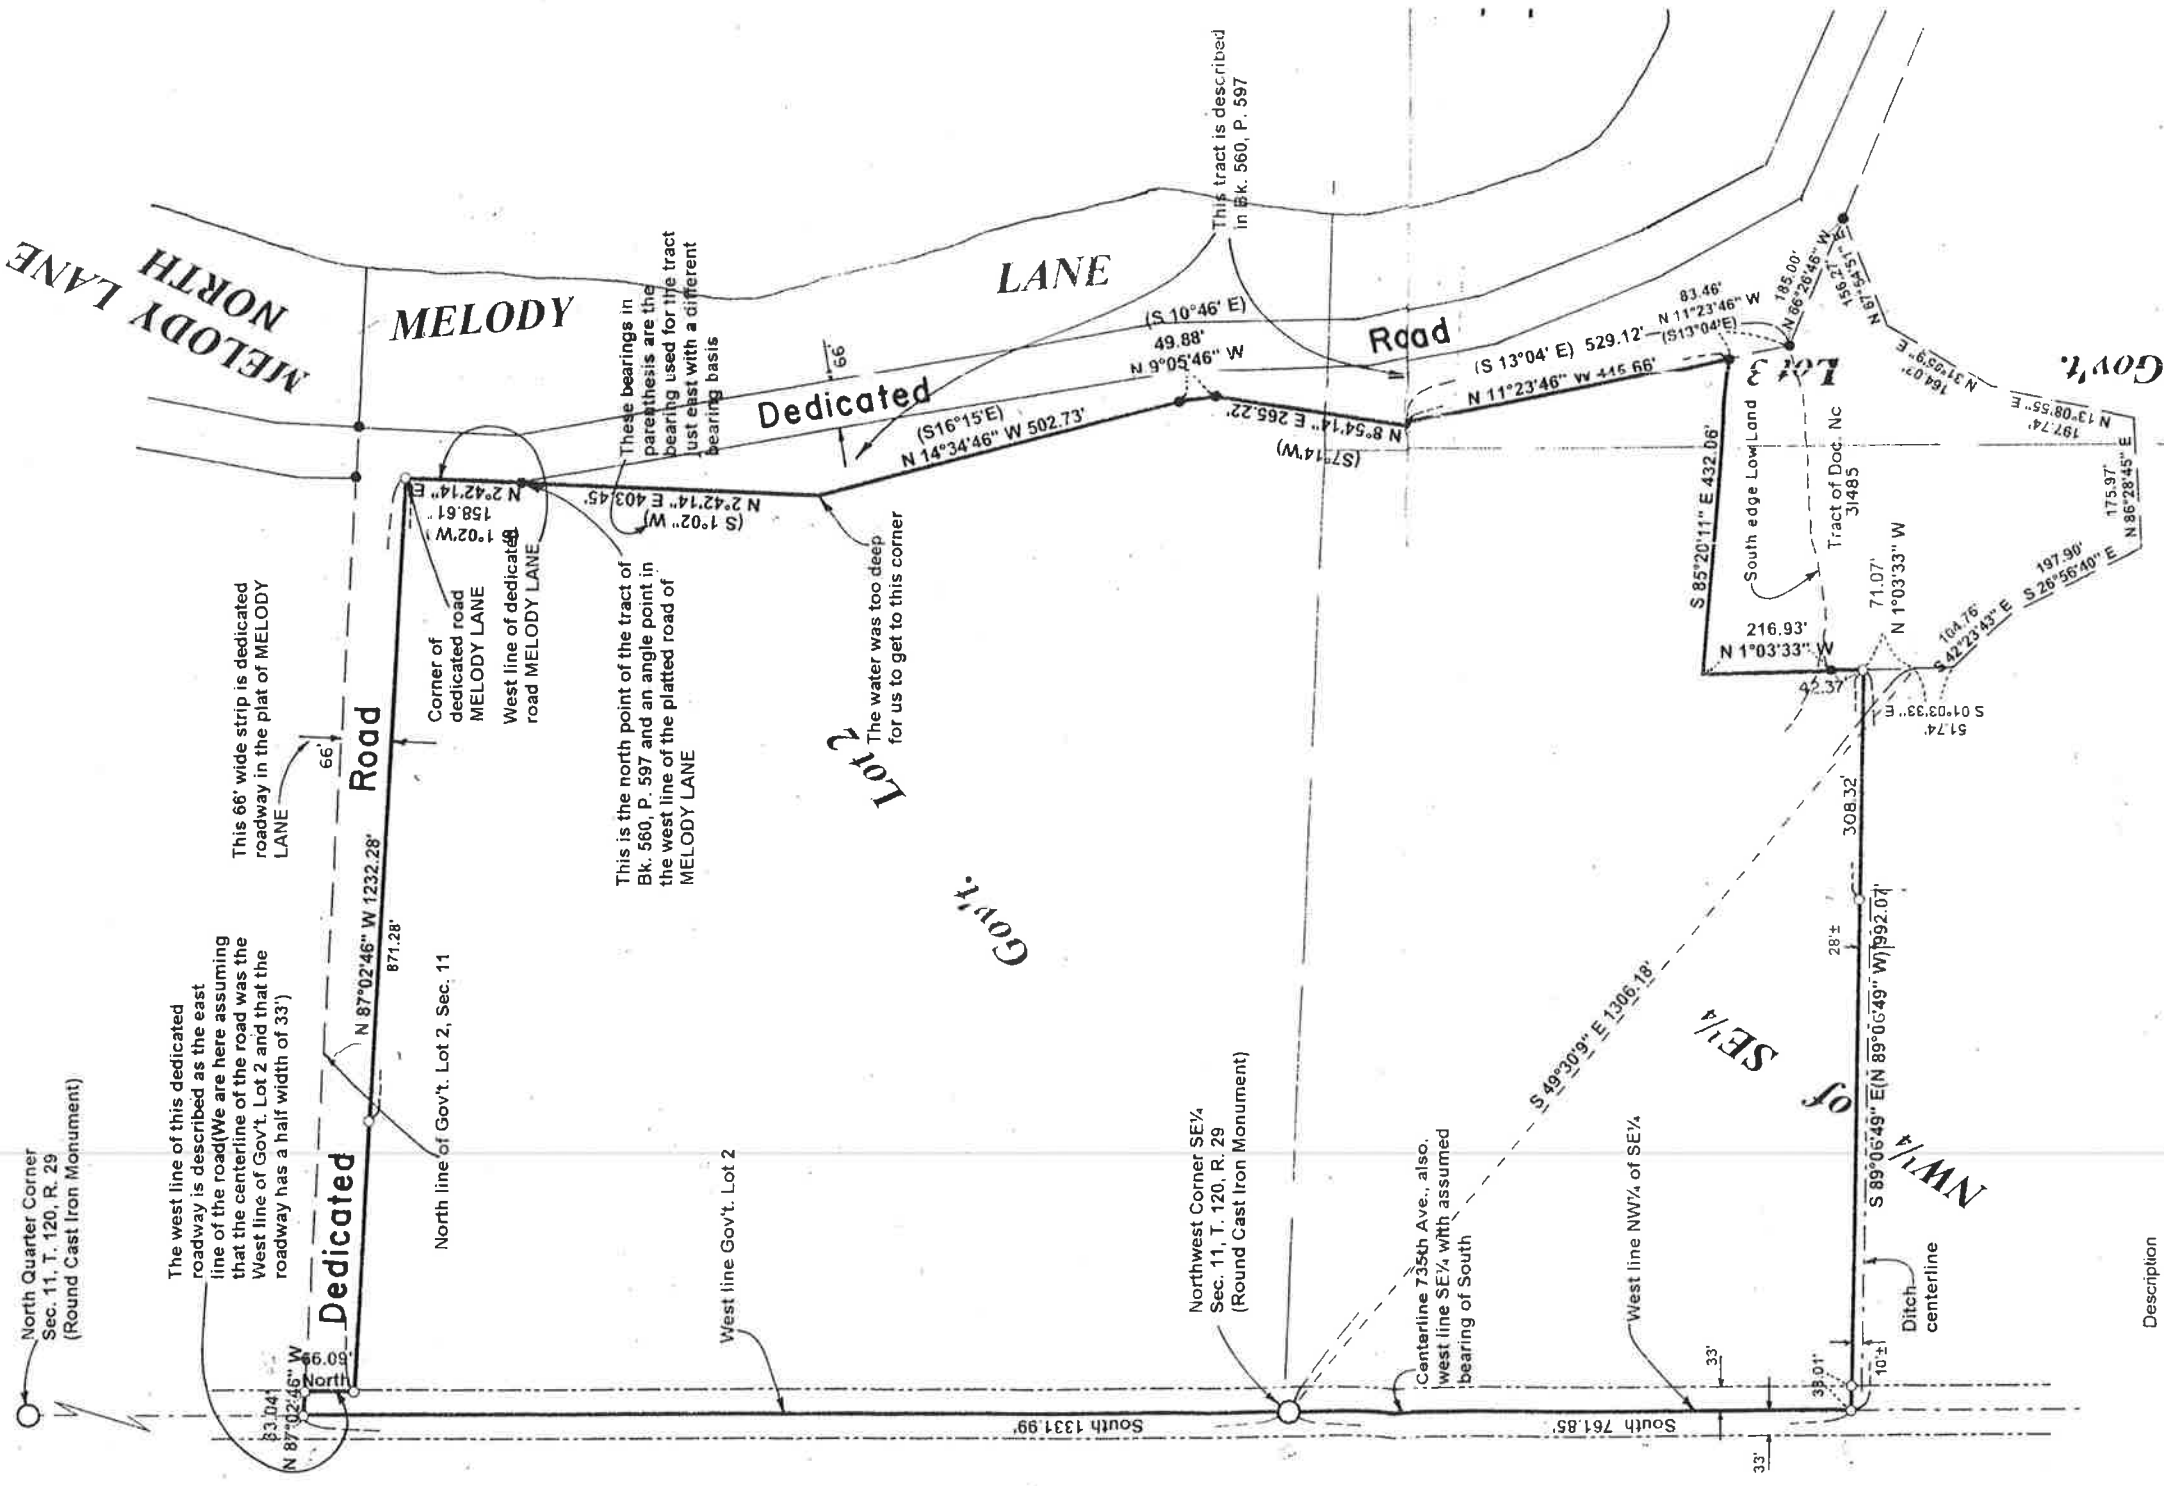 MELODY LANE
NORTH
MELODY LANE
North Quarter Corner
Sec. 11, T. 120, R. 29
(Round Cast Iron Monument)
The west line of this dedicated
roadway is described as the east
line of the road(We are here assuming
that the centerline of the road was the
West line of Gov't. Lot 2 and that the
roadway has a half width of 33')
This 66' wide strip is dedicated
roadway in the plat of MELODY
LANE
66'
Dedicated Road
N 87°02'46" W 1232.28'
871.28'
North line of Gov't. Lot 2, Sec. 11
33.04'
N 87°02'46" W
66.09'
North
Corner of
dedicated road
MELODY LANE
West line of dedicated
road MELODY LANE
N 2°42'14" E
158.61'
1°02'W)
MELODY LANE
These bearings in
parenthesis are the
bearing used for the tract
just east with a different
bearing basis
N 2°42'14" E 403.45'
(S 1°02' W)
This is the north point of the tract of
Bk. 560, P. 597 and an angle point in
the west line of the platted road of
MELODY LANE
The water was too deep
for us to get to this corner
66'
Dedicated Road
(S16°15'E)
N 14°34'46" W 502.73'
(S 10°46' E)
49.88'
N 9°05'46" W
This tract is described
in Bk. 560, P. 597
N 8°54'14" E 265.22'
(S7°14'W)
(S 13°04' E) 529.12'
N 11°23'46" W 445.66'
83.46'
N 11°23'46" W
(S13°04'E)
185.00'
N 66°26'46" W
156.27'
N 67°54'51"
164.02'
N 31°05'9" E
197.74'
N 13°08'55" E
175.97'
N 86°28'45" E
197.90'
S 26°56'40" E
104.76'
S 42°23'43" E
51.74'
S 01°03'33" E
71.07'
N 1°03'33" W
Gov't.
Lot 3
South edge Low Land
Tract of Doc. No
31485
S 85°20'11" E 432.06'
216.93'
N 1°03'33" W
308.32'
28'±
Gov't. Lot 2
West line Gov't. Lot 2
South 1331.99'
Northwest Corner SE¼
Sec. 11, T. 120, R. 29
(Round Cast Iron Monument)
S 49°30'9" E 1306.18'
Centerline 735th Ave., also
west line SE¼ with assumed
bearing of South
South 761.85'
West line NW¼ of SE¼
NW¼ of SE¼
S 89°06'49" E(N 89°06'49" W)992.07'
33'
33'
10'±
Ditch
centerline
Description